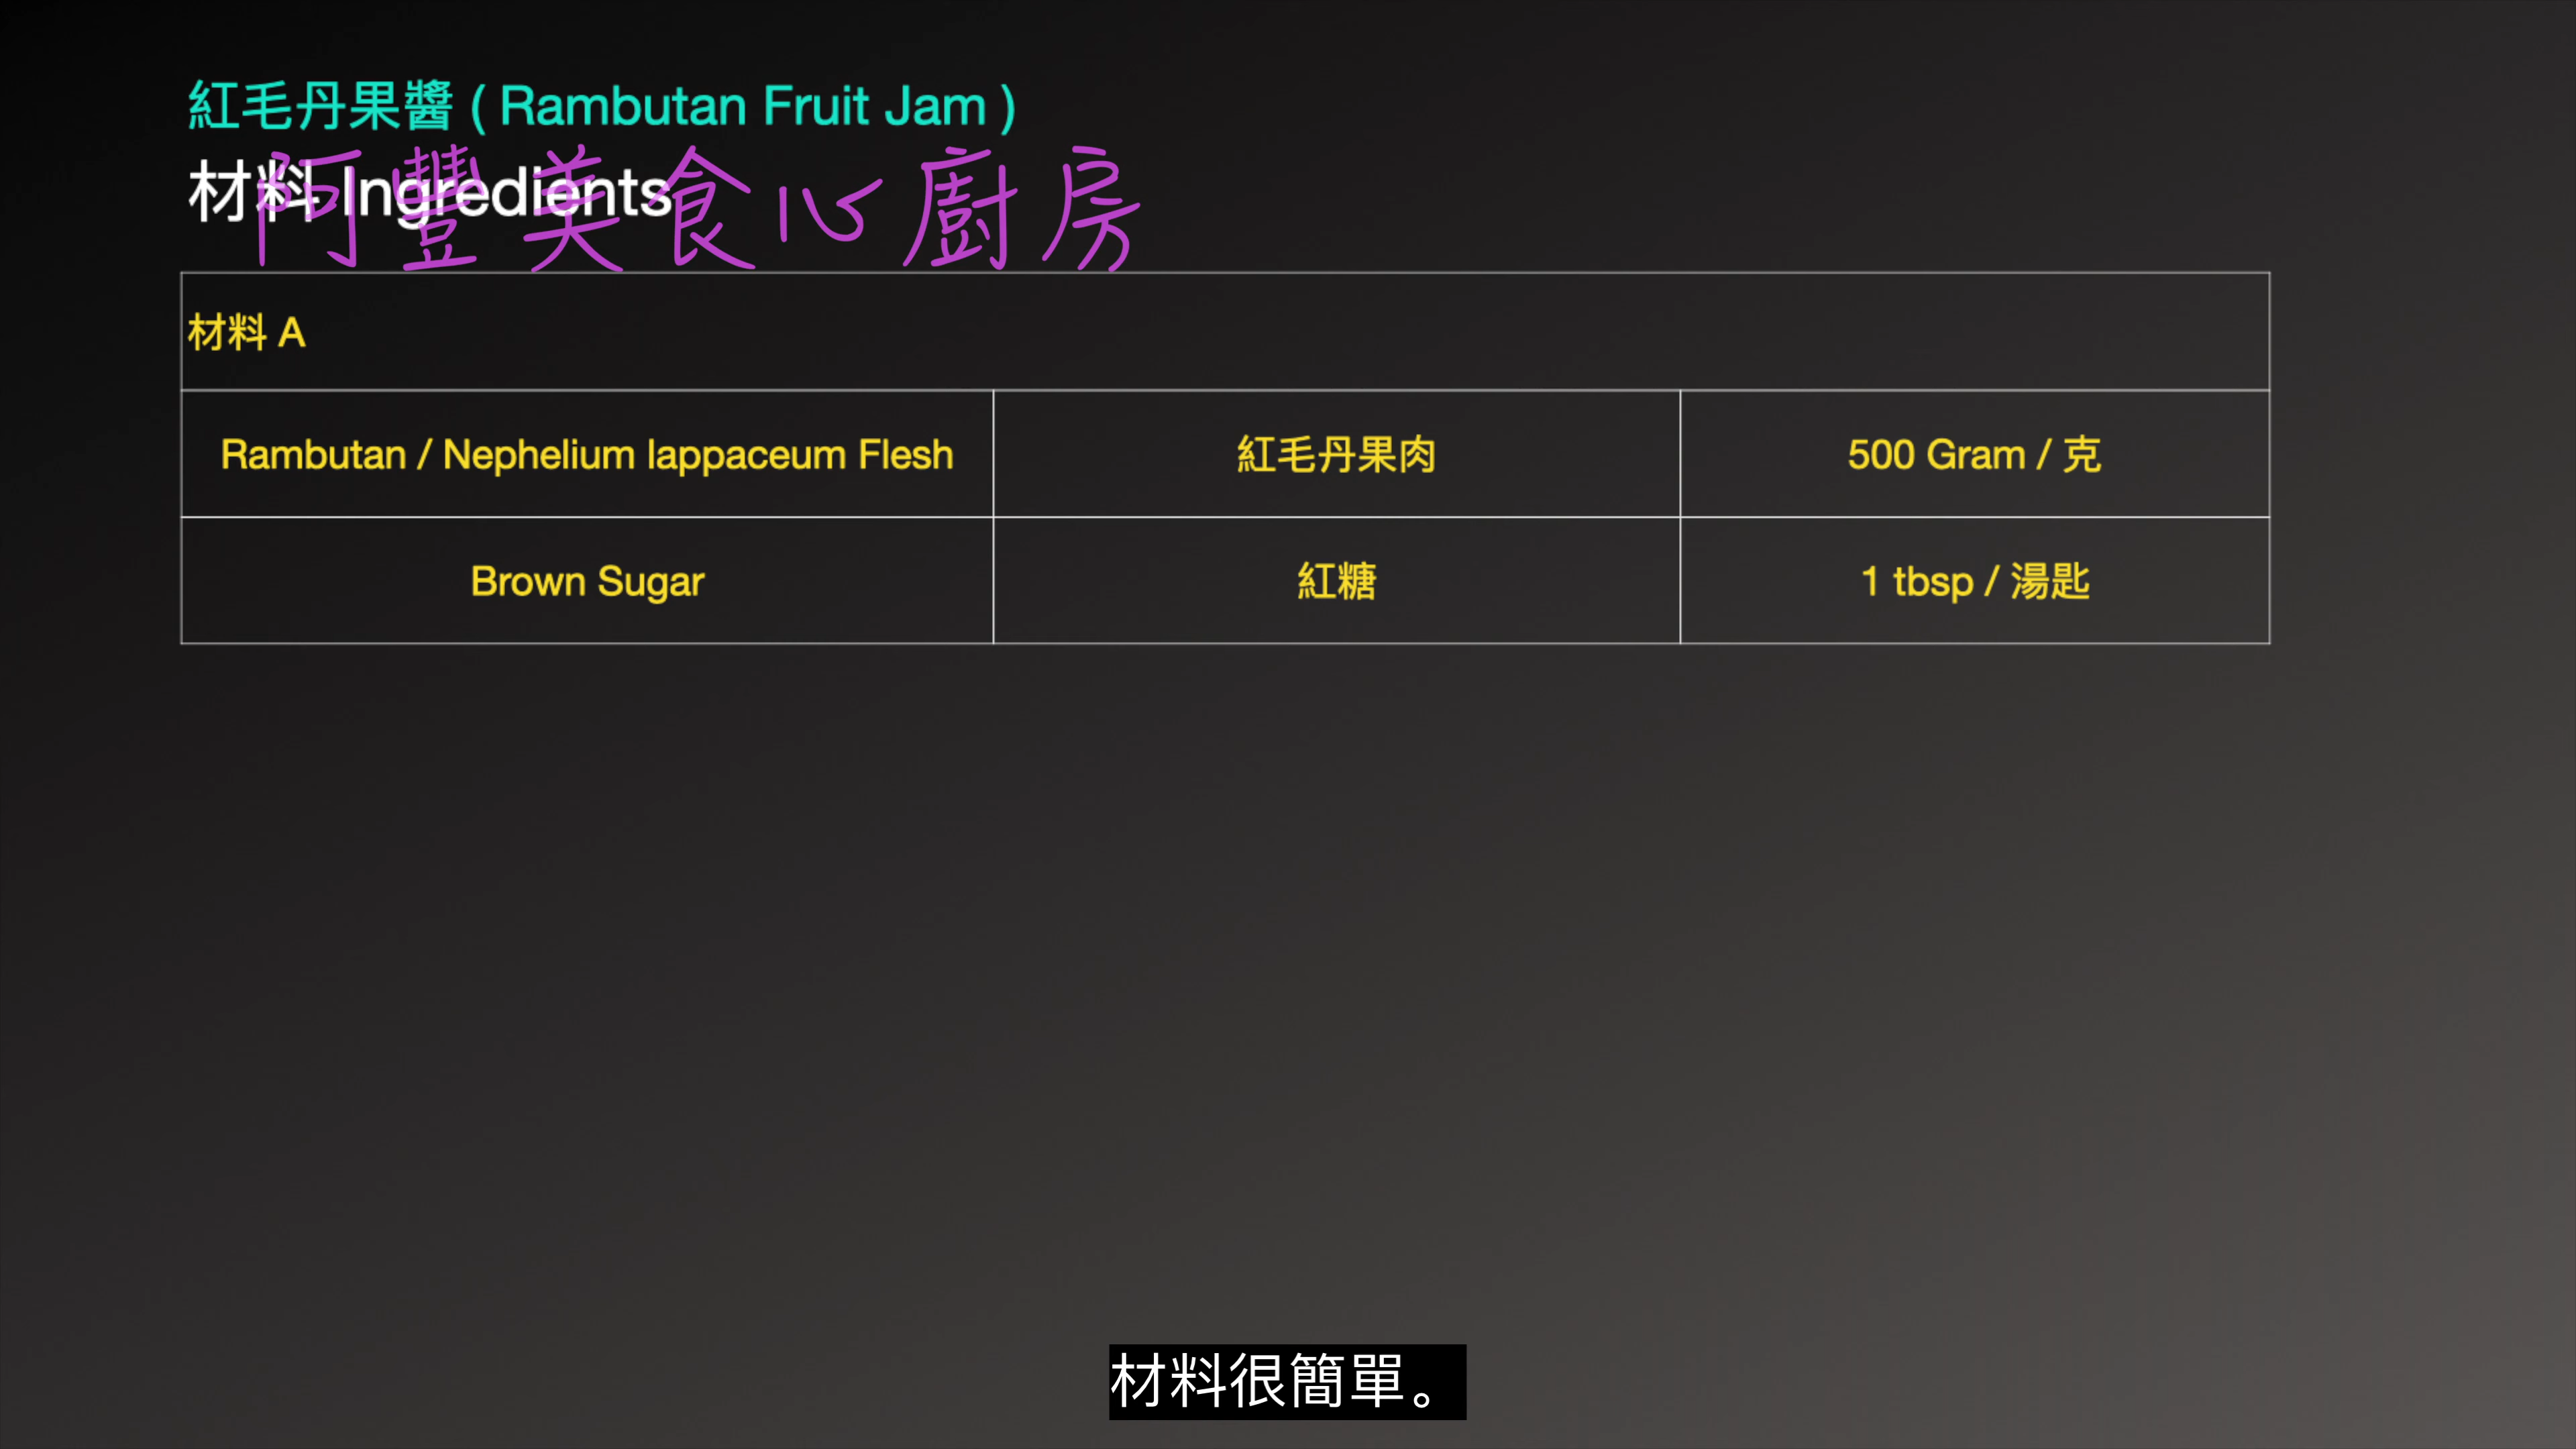 紅毛丹果醬 ( Rambutan Fruit Jam )
材料 Ingredients
阿豐美食心廚房
材料 A
Rambutan / Nephelium lappaceum Flesh 紅毛丹果肉 500 Gram / 克
Brown Sugar 紅糖 1 tbsp / 湯匙
材料很簡單。